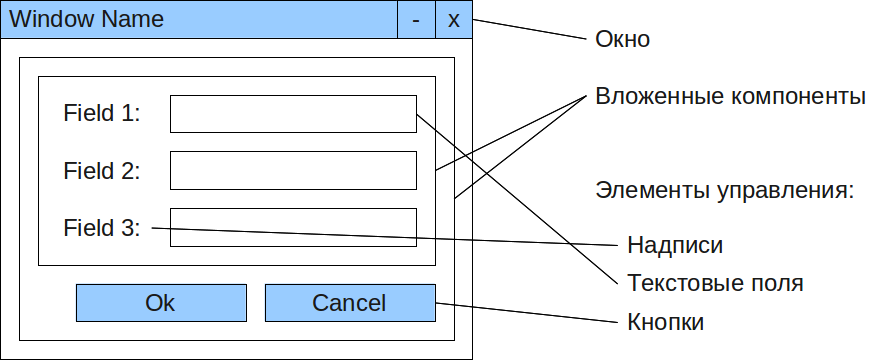 Window Name
-
x
Окно
Вложенные компоненты
Field 1:
Field 2:
Элементы управления:
Field 3:
Надписи
Текстовые поля
Ok
Cancel
Кнопки